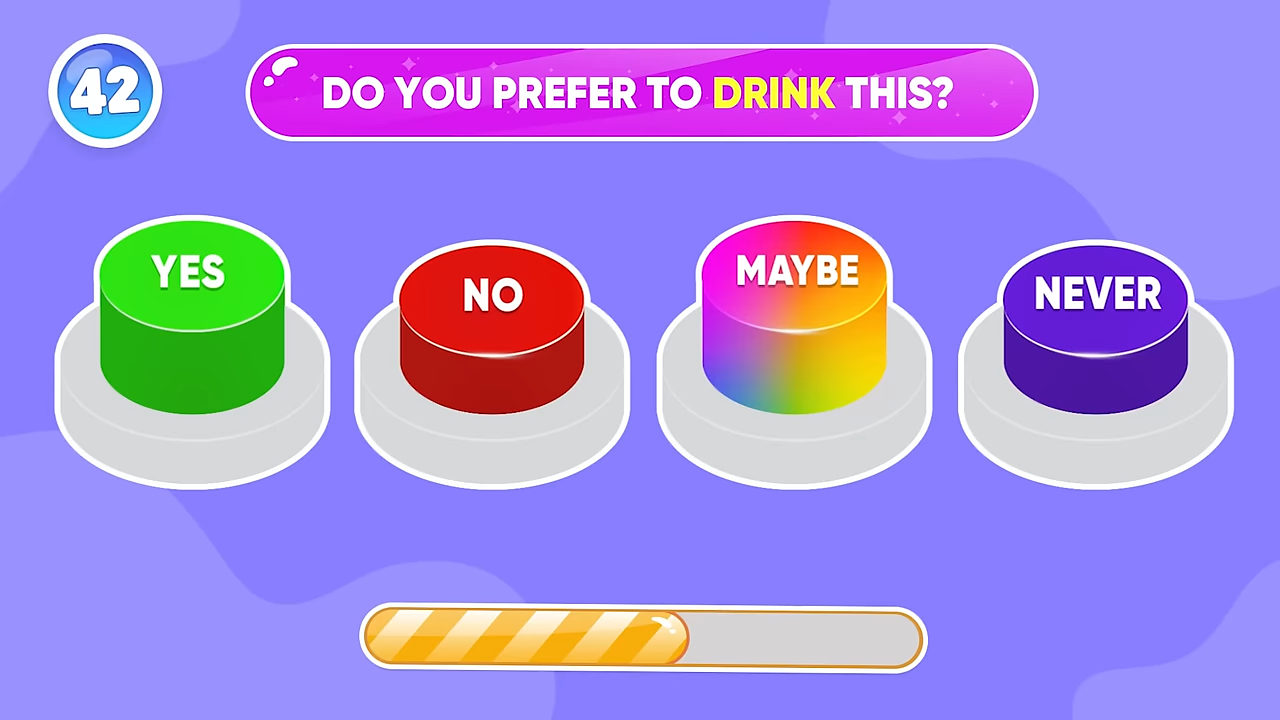 42
DO YOU PREFER TO DRINK THIS?
YES
NO
MAYBE
NEVER